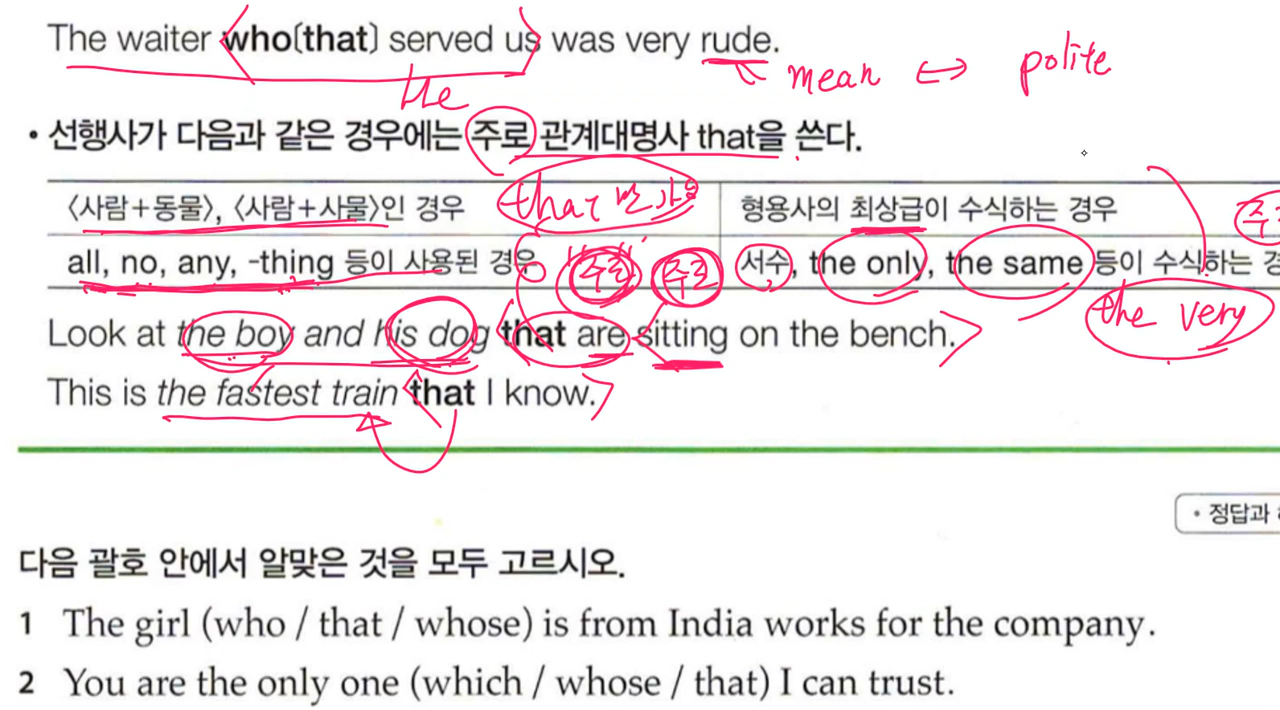 The waiter who(that) served us was very rude.
mean ↔ polite
the
• 선행사가 다음과 같은 경우에는 주로 관계대명사 that을 쓴다.
〈사람+동물〉, 〈사람+사물〉인 경우 that 형용사의 최상급이 수식하는 경우
all, no, any, -thing 등이 사용된 경우 주로 주로 서수, the only, the same 등이 수식하는 경
the very
Look at the boy and his dog that are sitting on the bench.
This is the fastest train that I know.
• 정답과
다음 괄호 안에서 알맞은 것을 모두 고르시오.
1 The girl (who / that / whose) is from India works for the company.
2 You are the only one (which / whose / that) I can trust.